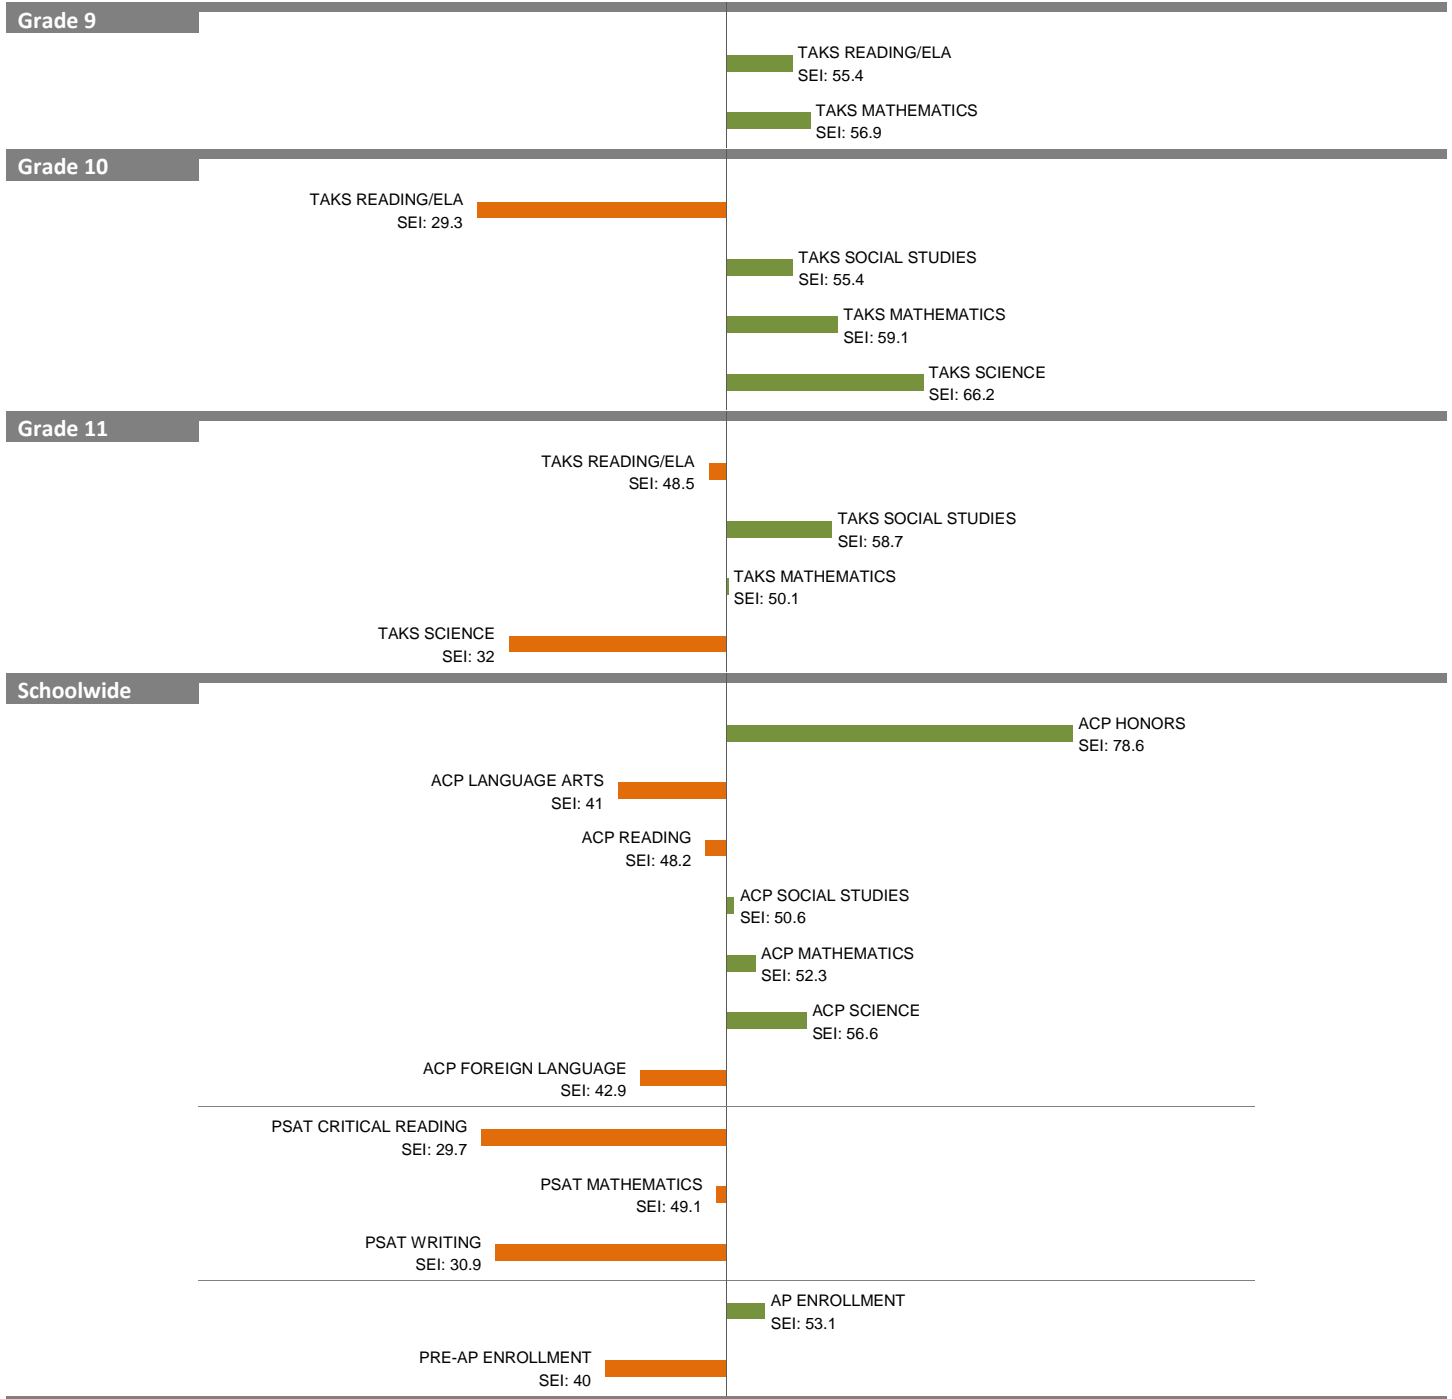 Grade 9
TAKS READING/ELA
SEI: 55.4
TAKS MATHEMATICS
SEI: 56.9
Grade 10
TAKS READING/ELA
SEI: 29.3
TAKS SOCIAL STUDIES
SEI: 55.4
TAKS MATHEMATICS
SEI: 59.1
TAKS SCIENCE
SEI: 66.2
Grade 11
TAKS READING/ELA
SEI: 48.5
TAKS SOCIAL STUDIES
SEI: 58.7
TAKS MATHEMATICS
SEI: 50.1
TAKS SCIENCE
SEI: 32
Schoolwide
ACP HONORS
SEI: 78.6
ACP LANGUAGE ARTS
SEI: 41
ACP READING
SEI: 48.2
ACP SOCIAL STUDIES
SEI: 50.6
ACP MATHEMATICS
SEI: 52.3
ACP SCIENCE
SEI: 56.6
ACP FOREIGN LANGUAGE
SEI: 42.9
PSAT CRITICAL READING
SEI: 29.7
PSAT MATHEMATICS
SEI: 49.1
PSAT WRITING
SEI: 30.9
AP ENROLLMENT
SEI: 53.1
PRE-AP ENROLLMENT
SEI: 40